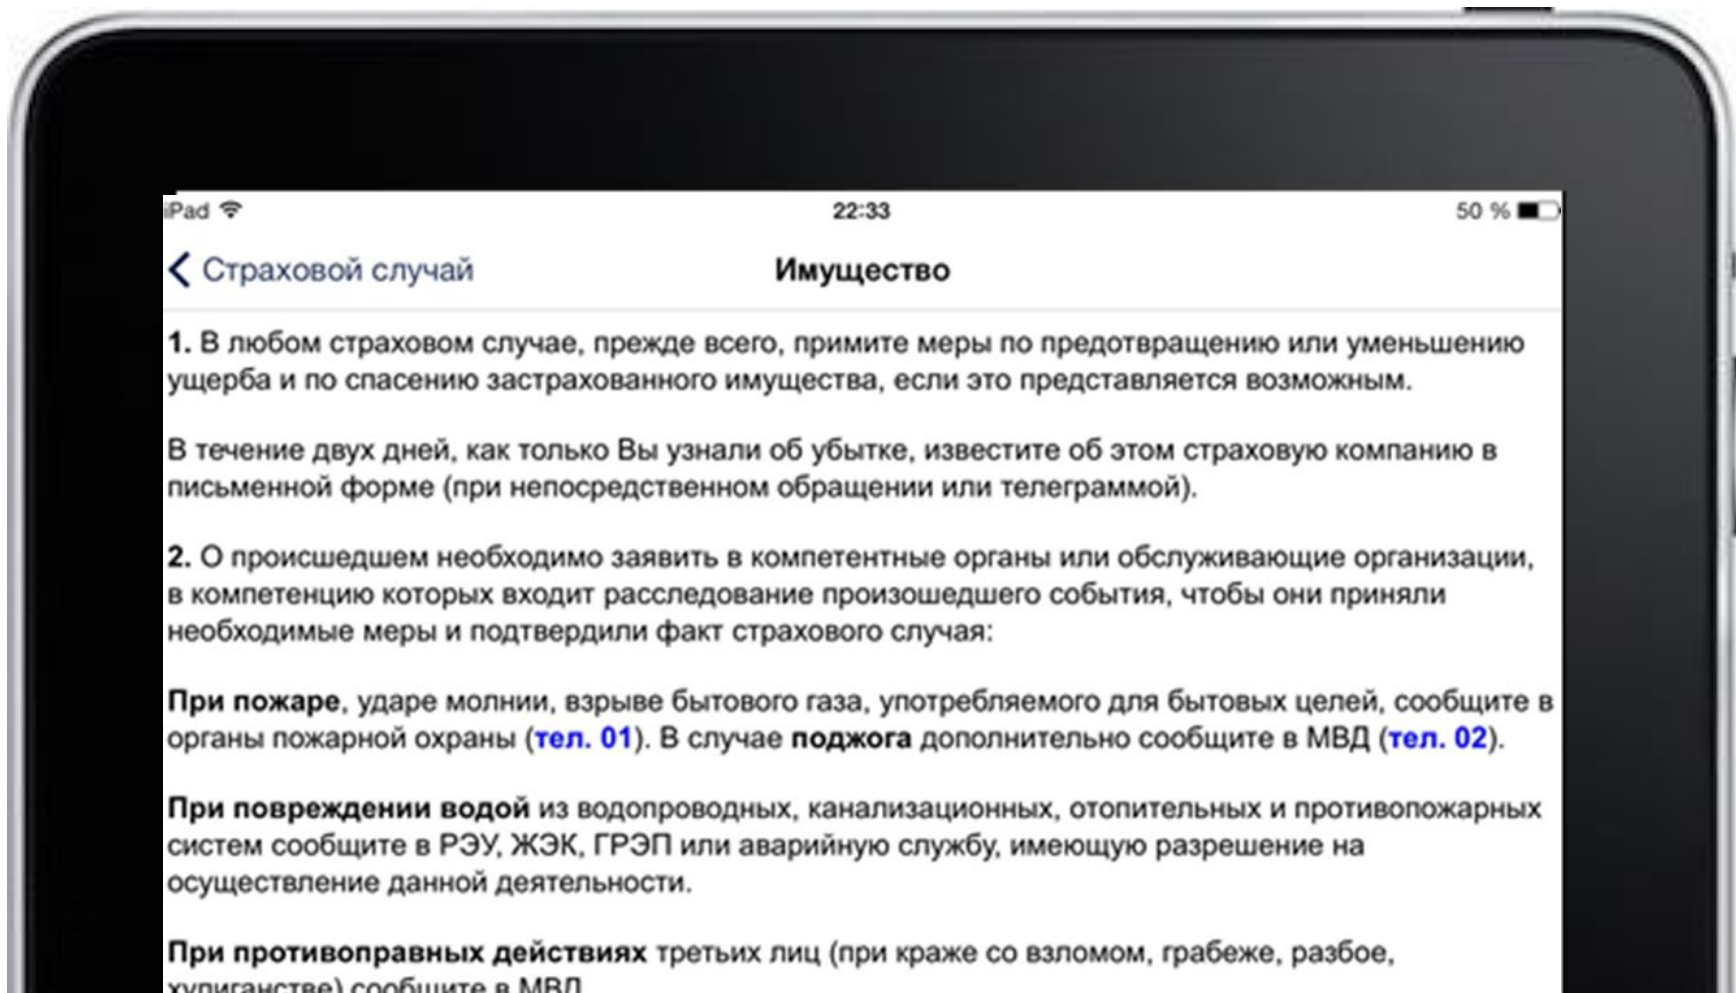 iPad 22:33 50 %
Страховой случай Имущество
1. В любом страховом случае, прежде всего, примите меры по предотвращению или уменьшению
ущерба и по спасению застрахованного имущества, если это представляется возможным.
В течение двух дней, как только Вы узнали об убытке, известите об этом страховую компанию в
письменной форме (при непосредственном обращении или телеграммой).
2. О происшедшем необходимо заявить в компетентные органы или обслуживающие организации,
в компетенцию которых входит расследование произошедшего события, чтобы они приняли
необходимые меры и подтвердили факт страхового случая:
При пожаре, ударе молнии, взрыве бытового газа, употребляемого для бытовых целей, сообщите в
органы пожарной охраны (тел. 01). В случае поджога дополнительно сообщите в МВД (тел. 02).
При повреждении водой из водопроводных, канализационных, отопительных и противопожарных
систем сообщите в РЭУ, ЖЭК, ГРЭП или аварийную службу, имеющую разрешение на
осуществление данной деятельности.
При противоправных действиях третьих лиц (при краже со взломом, грабеже, разбое,
хулиганстве) сообщите в МВД